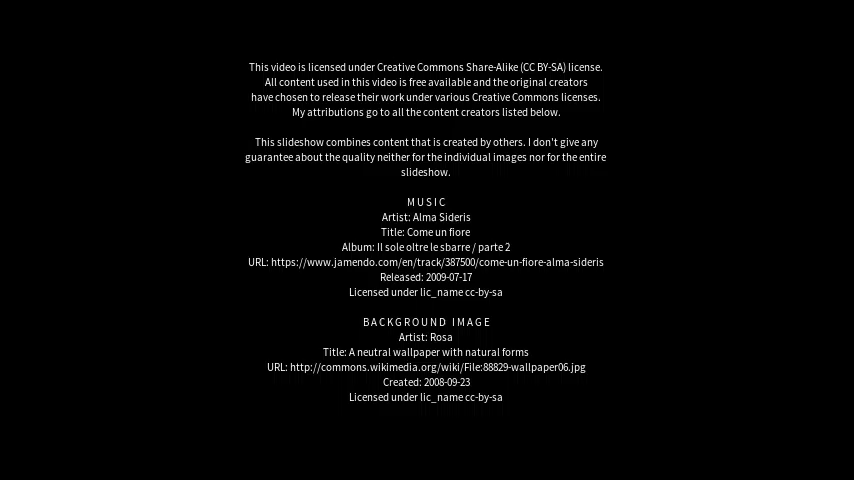 This video is licensed under Creative Commons Share-Alike (CC BY-SA) license.
All content used in this video is free available and the original creators
have chosen to release their work under various Creative Commons licenses.
My attributions go to all the content creators listed below.
This slideshow combines content that is created by others. I don't give any
guarantee about the quality neither for the individual images nor for the entire
slideshow.
MUSIC
Artist: Alma Sideris
Title: Come un fiore
Album: Il sole oltre le sbarre / parte 2
URL: https://www.jamendo.com/en/track/387500/come-un-fiore-alma-sideris
Released: 2009-07-17
Licensed under lic_name cc-by-sa
BACKGROUND IMAGE
Artist: Rosa
Title: A neutral wallpaper with natural forms
URL: http://commons.wikimedia.org/wiki/File:88829-wallpaper06.jpg
Created: 2008-09-23
Licensed under lic_name cc-by-sa